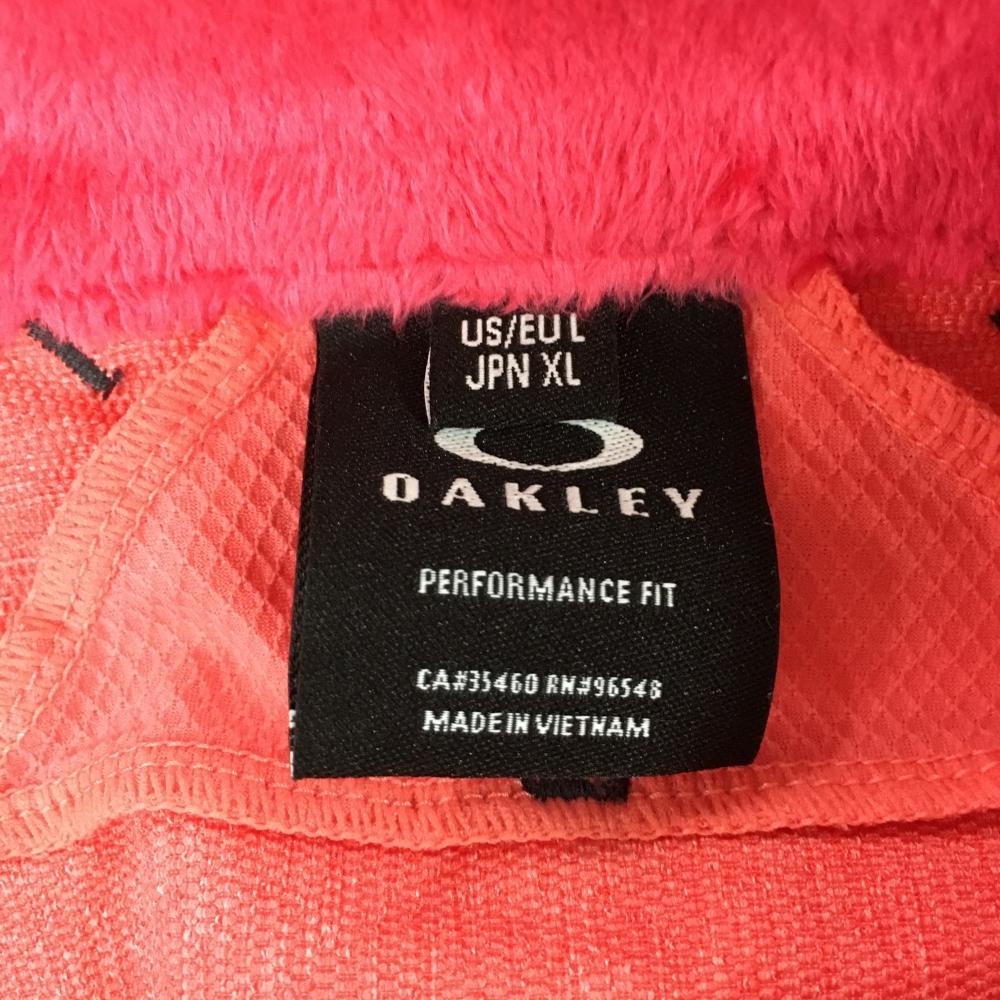 US/EU L
JPN XL
OAKLEY
PERFORMANCE FIT
CA#35460 RN#96548
MADE IN VIETNAM